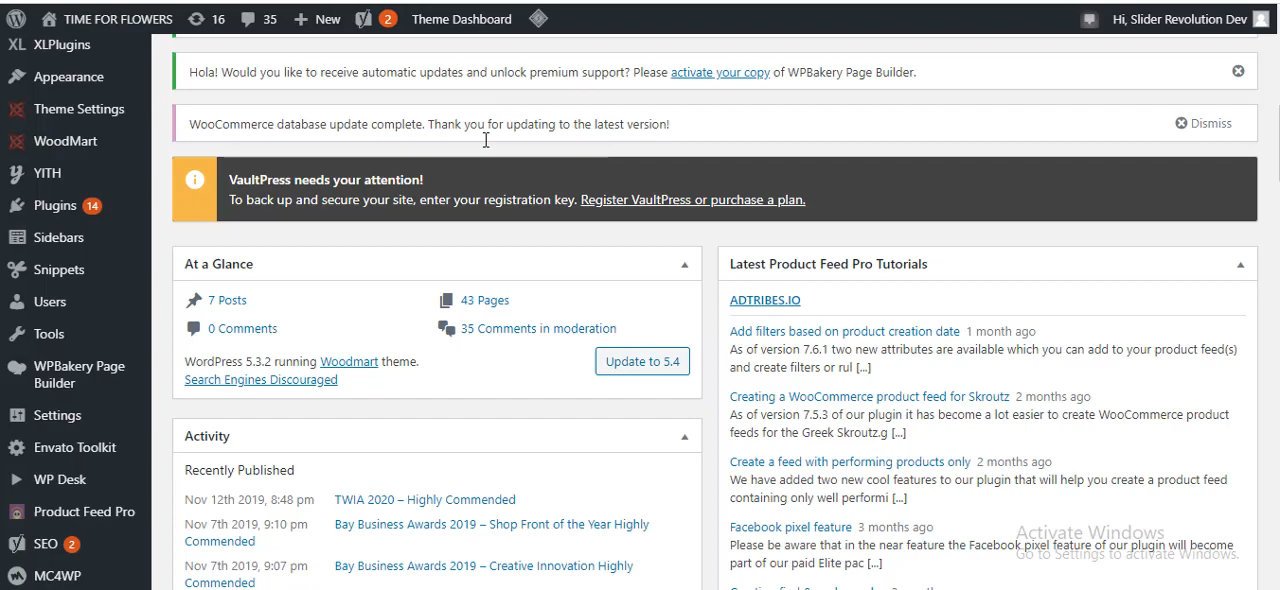 TIME FOR FLOWERS 16 35 New 2 Theme Dashboard Hi, Slider Revolution Dev
XL XLPlugins
Appearance
Theme Settings
WoodMart
YITH
Plugins 14
Sidebars
Snippets
Users
Tools
WPBakery Page
Builder
Settings
Envato Toolkit
WP Desk
Product Feed Pro
SEO 2
MC4WP
Hola! Would you like to receive automatic updates and unlock premium support? Please activate your copy of WPBakery Page Builder.
WooCommerce database update complete. Thank you for updating to the latest version! Dismiss
VaultPress needs your attention!
To back up and secure your site, enter your registration key. Register VaultPress or purchase a plan.
At a Glance
7 Posts 43 Pages
0 Comments 35 Comments in moderation
WordPress 5.3.2 running Woodmart theme. Update to 5.4
Search Engines Discouraged
Activity
Recently Published
Nov 12th 2019, 8:48 pm TWIA 2020 – Highly Commended
Nov 7th 2019, 9:10 pm Bay Business Awards 2019 – Shop Front of the Year Highly
Commended
Nov 7th 2019, 9:07 pm Bay Business Awards 2019 – Creative Innovation Highly
Commended
Latest Product Feed Pro Tutorials
ADTRIBES.IO
Add filters based on product creation date 1 month ago
As of version 7.6.1 two new attributes are available which you can add to your product feed(s)
and create filters or rul [...]
Creating a WooCommerce product feed for Skroutz 2 months ago
As of version 7.5.3 of our plugin it has become a lot easier to create WooCommerce product
feeds for the Greek Skroutz.g [...]
Create a feed with performing products only 2 months ago
We have added two new cool features to our plugin that will help you create a product feed
containing only well performi [...]
Facebook pixel feature 3 months ago
Please be aware that in the near feature the Facebook pixel feature of our plugin will become
part of our paid Elite pac [...]
Activate Windows
Go to Settings to activate Windows.